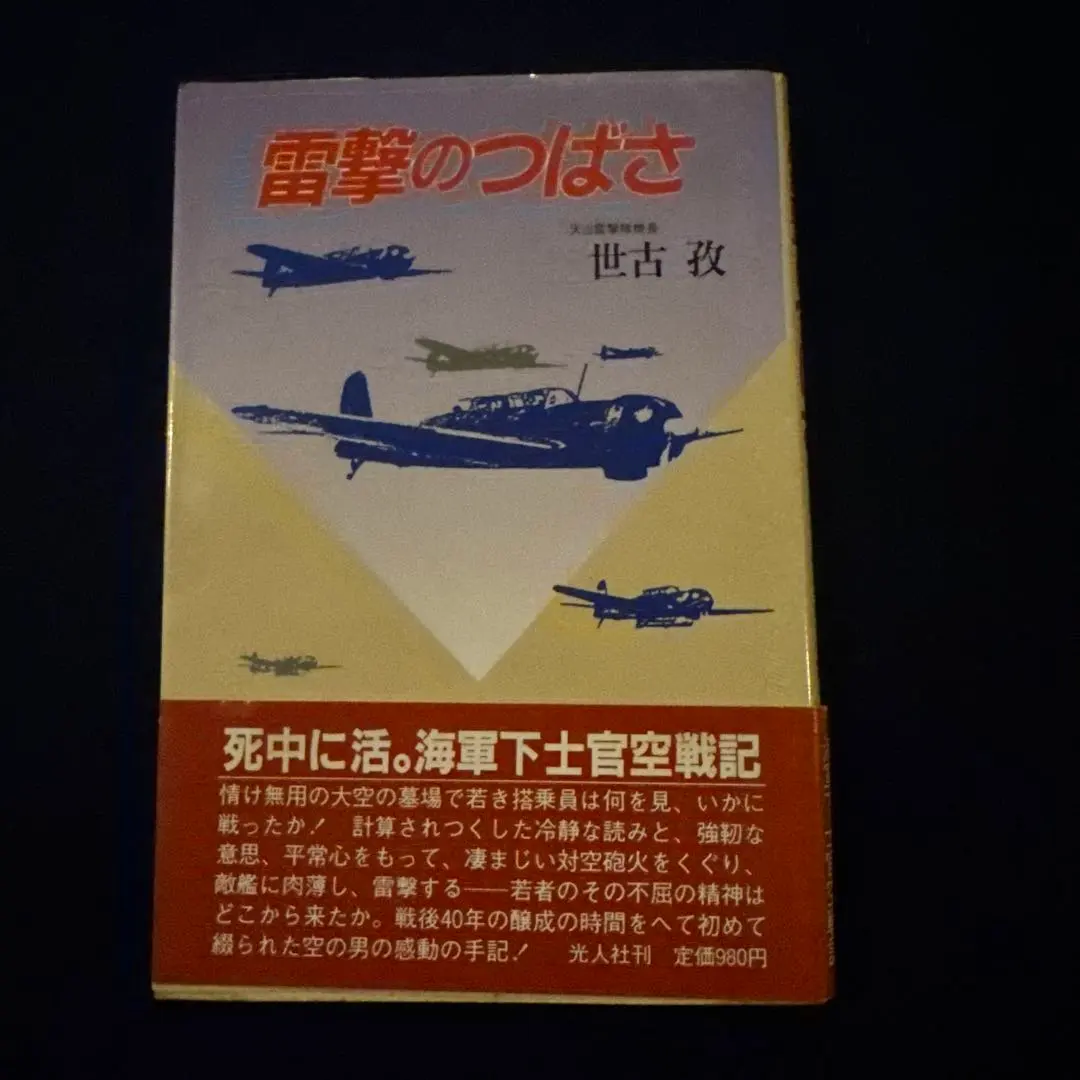 雷撃のつばさ
天山雷撃隊機長
世古 孜
死中に活。海軍下士官空戦記
情け無用の大空の墓場で若き搭乗員は何を見、いかに
戦ったか! 計算されつくした冷静な読みと、強靭な
意思、平常心をもって、凄まじい対空砲火をくぐり、
敵艦に肉薄し、雷撃する——若者のその不屈の精神は
どこから来たか。戦後40年の醸成の時間をへて初めて
綴られた空の男の感動の手記! 光人社刊 定価980円